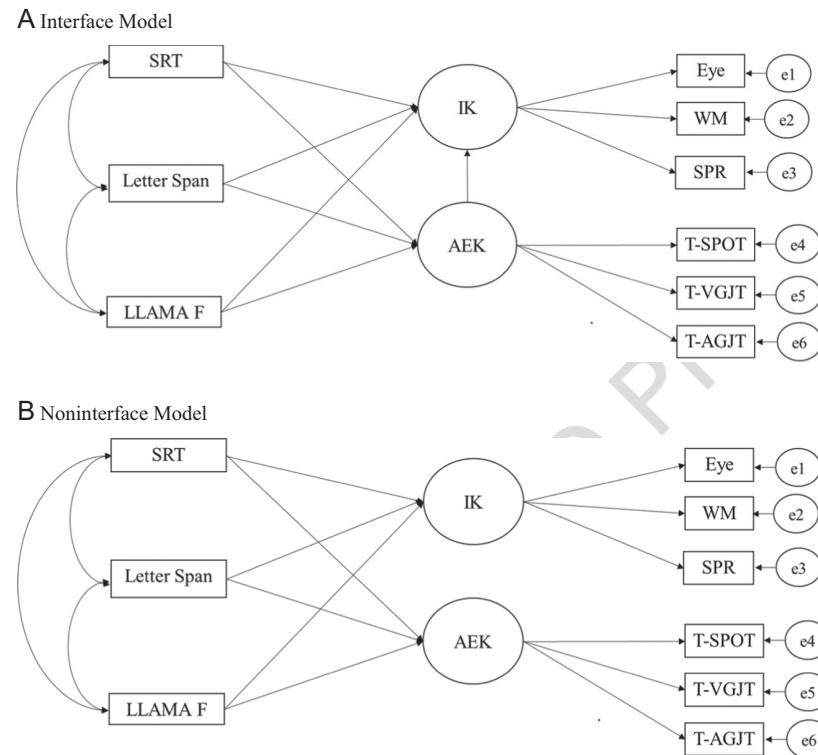 A Interface Model
SRT
Letter Span
LLAMA F
IK
AEK
Eye
e1
WM
e2
SPR
e3
T-SPOT
e4
T-VGJT
e5
T-AGJT
e6
B Noninterface Model
SRT
Letter Span
LLAMA F
IK
AEK
Eye
e1
WM
e2
SPR
e3
T-SPOT
e4
T-VGJT
e5
T-AGJT
e6